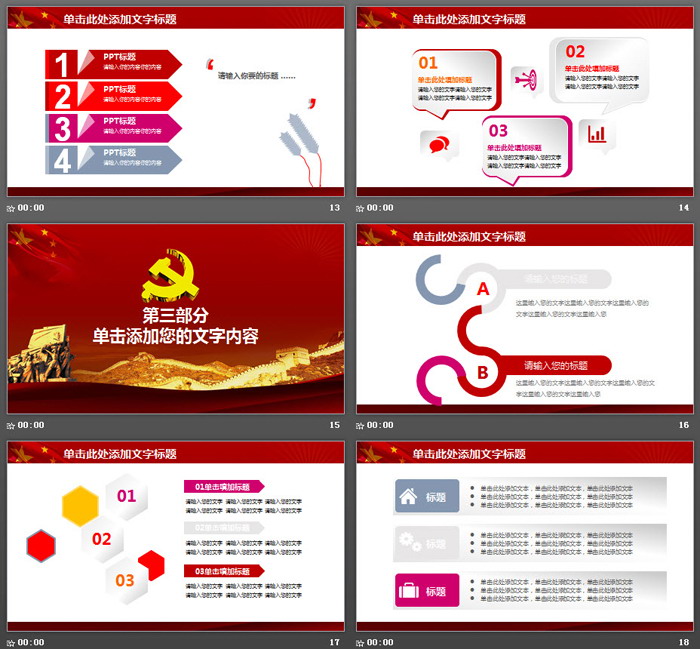 单击此处添加文字标题
1
PPT标题
请输入你的内容你的内容
2
PPT标题
请输入你的内容你的内容
3
PPT标题
请输入你的内容你的内容
4
PPT标题
请输入你的内容你的内容
请输入你要的标题 ......
00:00
13
单击此处添加文字标题
01
单击此处填加标题
请输入您的文字请输入您的文字
请输入您的文字请输入您的文字
02
单击此处填加标题
请输入您的文字请输入您的文字
请输入您的文字请输入您的文字
03
单击此处填加标题
请输入您的文字请输入您的文字
请输入您的文字请输入您的文字
00:00
14
第三部分
单击添加您的文字内容
00:00
15
单击此处添加文字标题
A
请输入您的标题
这里输入您的文字这里输入您的文字这里输入您的
文字这里输入您的文字这里输入您
B
请输入您的标题
这里输入您的文字这里输入您的文字这里输入您的文
字这里输入您的文字这里输入您
00:00
16
单击此处添加文字标题
01
02
03
01单击填加标题
请输入您的文字 请输入您的文字 请输入您的文字
请输入您的文字 请输入您的文字 请输入您的文字
02单击填加标题
请输入您的文字 请输入您的文字 请输入您的文字
请输入您的文字 请输入您的文字 请输入您的文字
03单击填加标题
请输入您的文字 请输入您的文字 请输入您的文字
请输入您的文字 请输入您的文字 请输入您的文字
00:00
17
单击此处添加文字标题
标题
单击此处添加文本，单击此处添加文本，单击此处添加文本
单击此处添加文本，单击此处添加文本，单击此处添加文本
单击此处添加文本，单击此处添加文本，单击此处添加文本
标题
单击此处添加文本，单击此处添加文本，单击此处添加文本
单击此处添加文本，单击此处添加文本，单击此处添加文本
单击此处添加文本，单击此处添加文本，单击此处添加文本
标题
单击此处添加文本，单击此处添加文本，单击此处添加文本
单击此处添加文本，单击此处添加文本，单击此处添加文本
单击此处添加文本，单击此处添加文本，单击此处添加文本
00:00
18